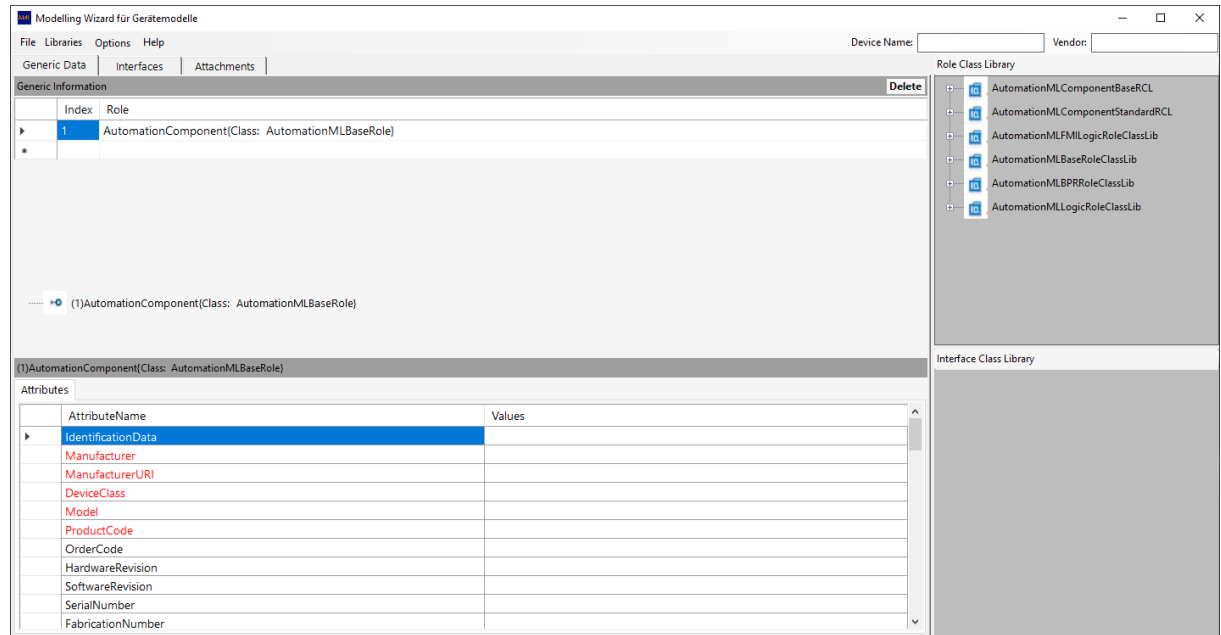 AML Modelling Wizard für Gerätemodelle
File Libraries Options Help Device Name: Vendor:
Generic Data Interfaces Attachments
Generic Information Delete
Index Role
1 AutomationComponent{Class: AutomationMLBaseRole}
(1)AutomationComponent{Class: AutomationMLBaseRole}
(1)AutomationComponent{Class: AutomationMLBaseRole}
Attributes
AttributeName Values
IdentificationData
Manufacturer
ManufacturerURI
DeviceClass
Model
ProductCode
OrderCode
HardwareRevision
SoftwareRevision
SerialNumber
FabricationNumber
Role Class Library
AutomationMLComponentBaseRCL
AutomationMLComponentStandardRCL
AutomationMLFMILogicRoleClassLib
AutomationMLBaseRoleClassLib
AutomationMLBPRRoleClassLib
AutomationMLLogicRoleClassLib
Interface Class Library